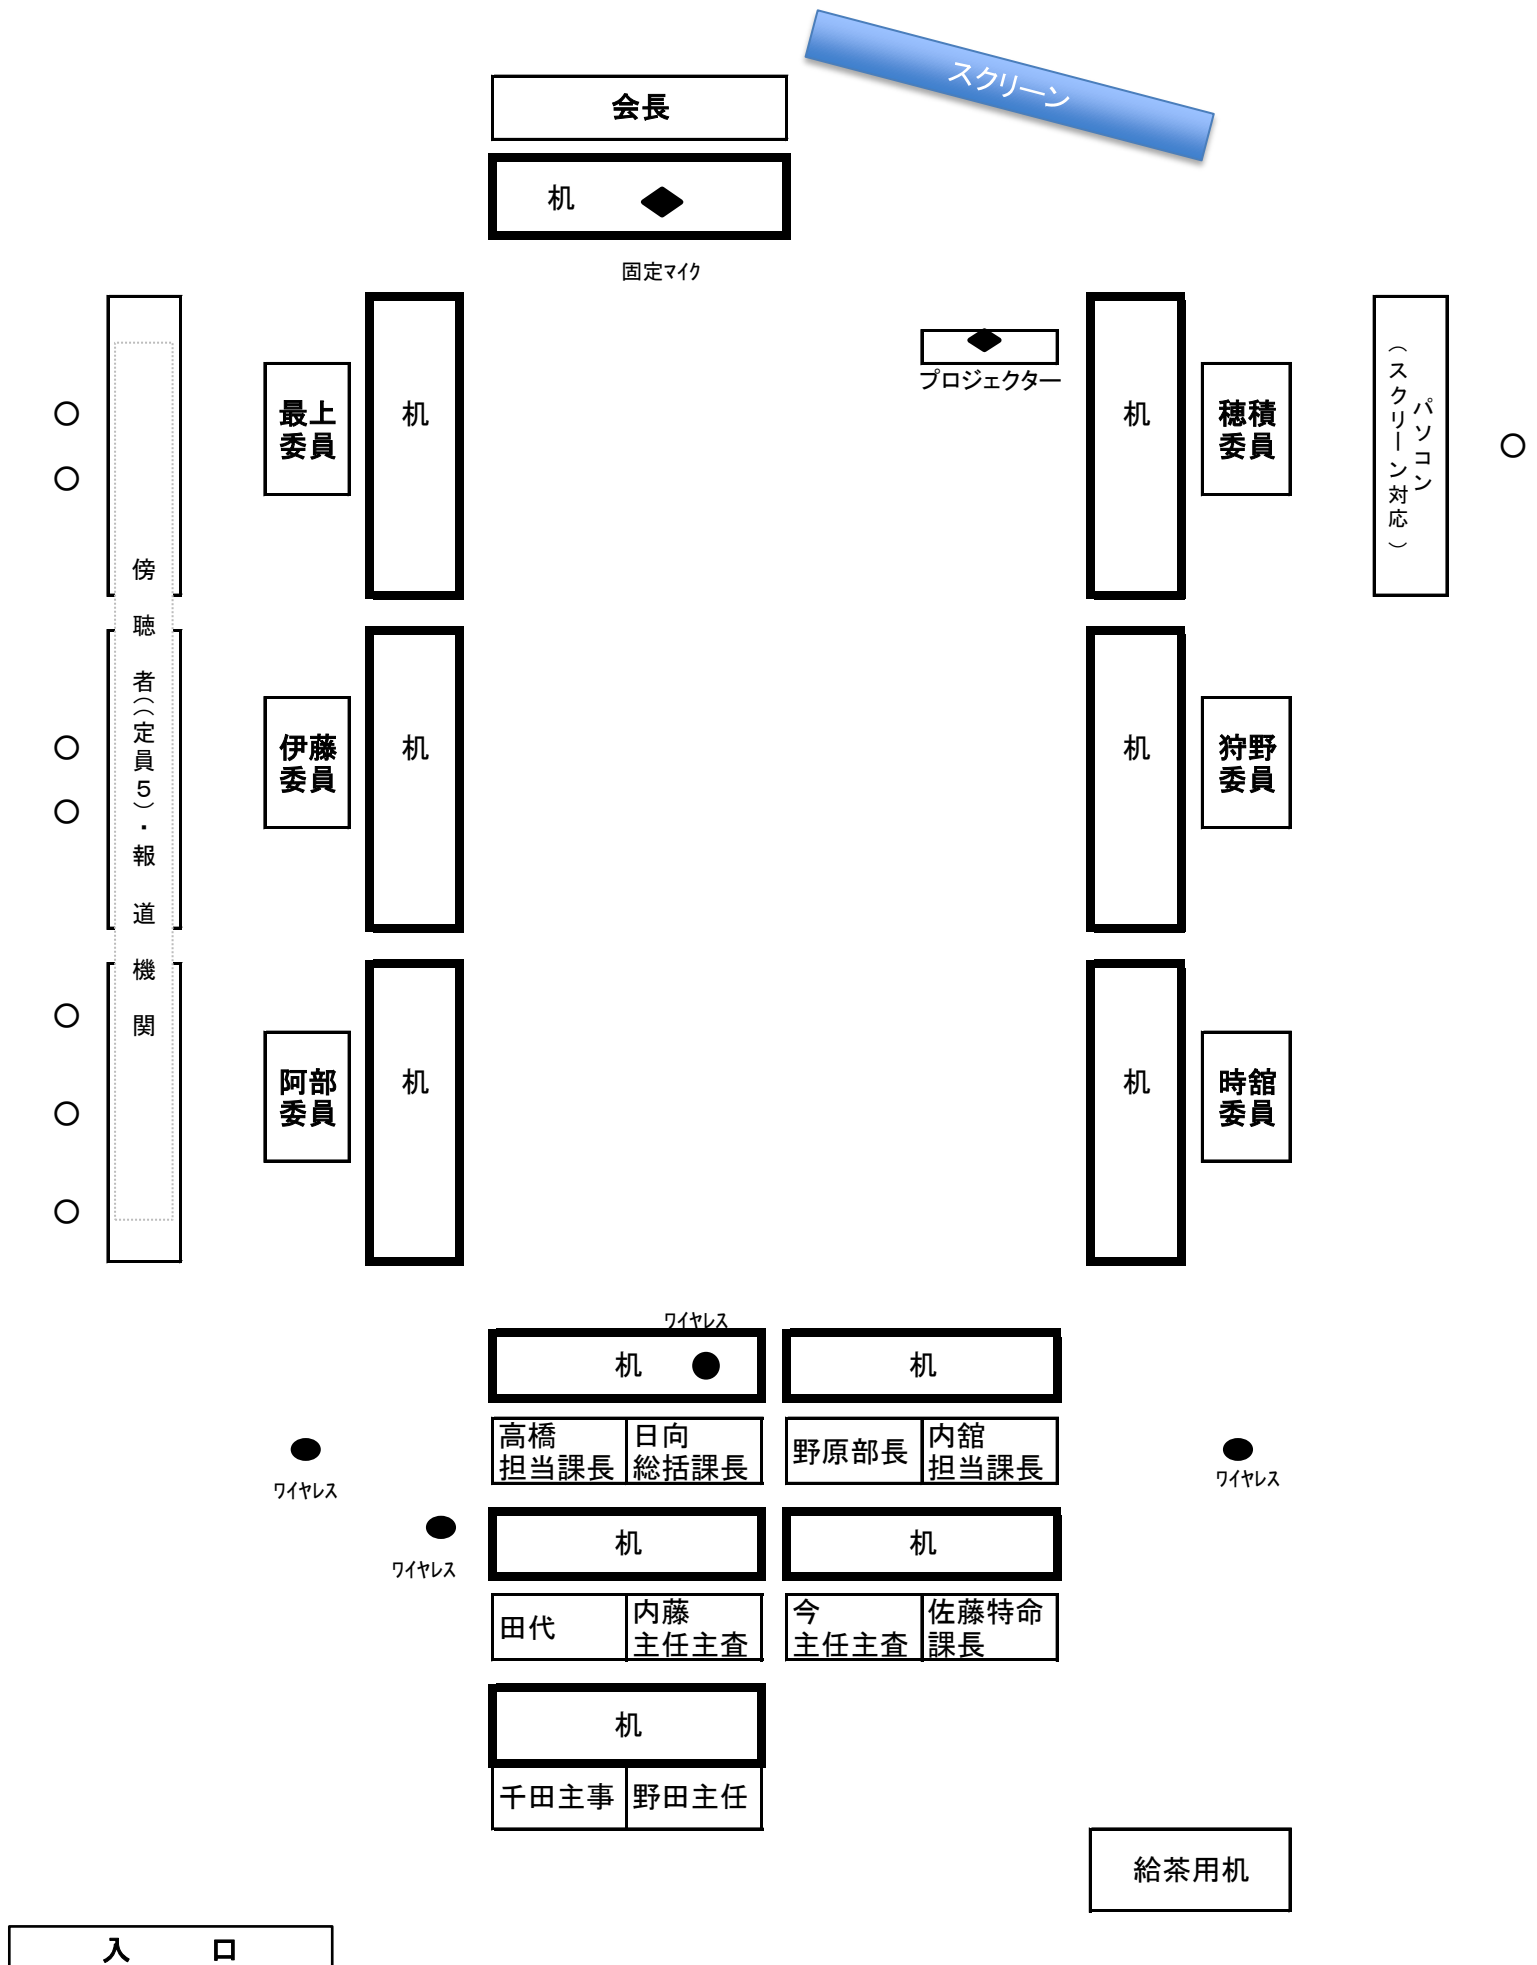 スクリーン
会長
机
固定マイク
プロジェクター
最上
委員
机
机
穂積
委員
パソコン
（スクリーン対応）
傍聴者（（定員５）・報道機関
伊藤
委員
机
机
狩野
委員
阿部
委員
机
机
時舘
委員
ワイヤレス
机
机
高橋
担当課長
日向
総括課長
野原部長
内舘
担当課長
ワイヤレス
ワイヤレス
ワイヤレス
机
机
田代
内藤
主任主査
今
主任主査
佐藤特命
課長
机
千田主事
野田主任
給茶用机
入　口